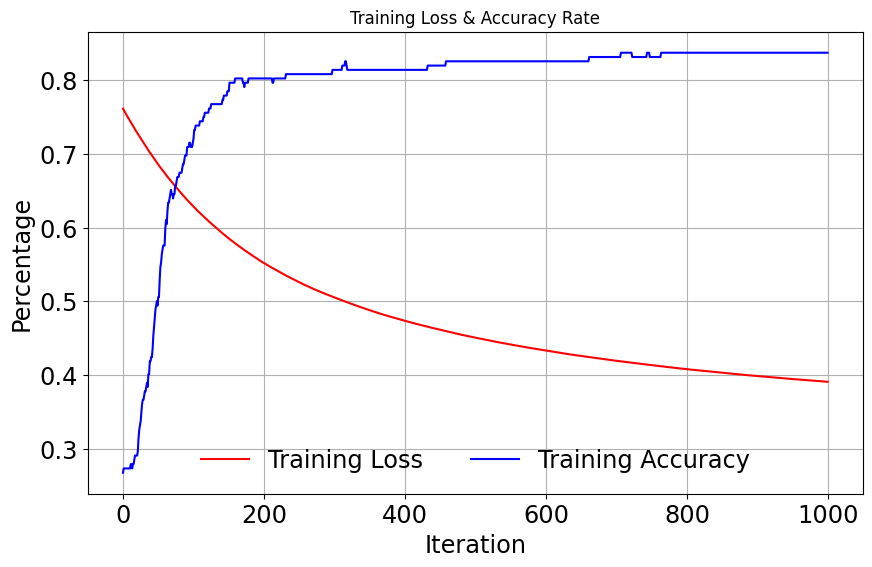 Training Loss & Accuracy Rate
Percentage
0.8
0.7
0.6
0.5
0.4
0.3
Training Loss Training Accuracy
0 200 400 600 800 1000
Iteration